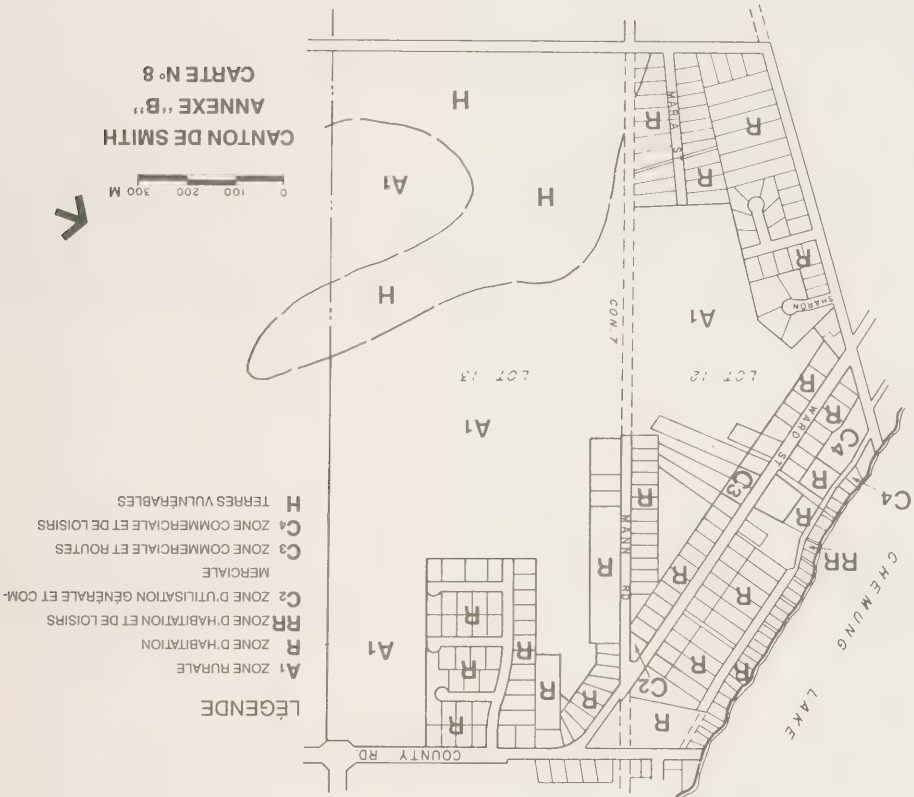 COUNTY RD.
R
R
R
R
R
CHEMUNG LAKE
R
R
C2
R
R
R
A1
R
R
R
RR
R
R
MANN RD
C4
R
C3
C4
R
WARD ST
R
A1
LOT 12
LOT 13
CON. 7
A1
SHARON
R
H
H
A1
R
R
MARIA ST
R
H
LÉGENDE
A1 ZONE RURALE
R ZONE D'HABITATION
RR ZONE D'HABITATION ET DE LOISIRS
C2 ZONE D'UTILISATION GÉNÉRALE ET COM-
MERCIALE
C3 ZONE COMMERCIALE ET ROUTES
C4 ZONE COMMERCIALE ET DE LOISIRS
H TERRES VULNÉRABLES
0 100 200 300 M
CANTON DE SMITH
ANNEXE "B"
CARTE N° 8